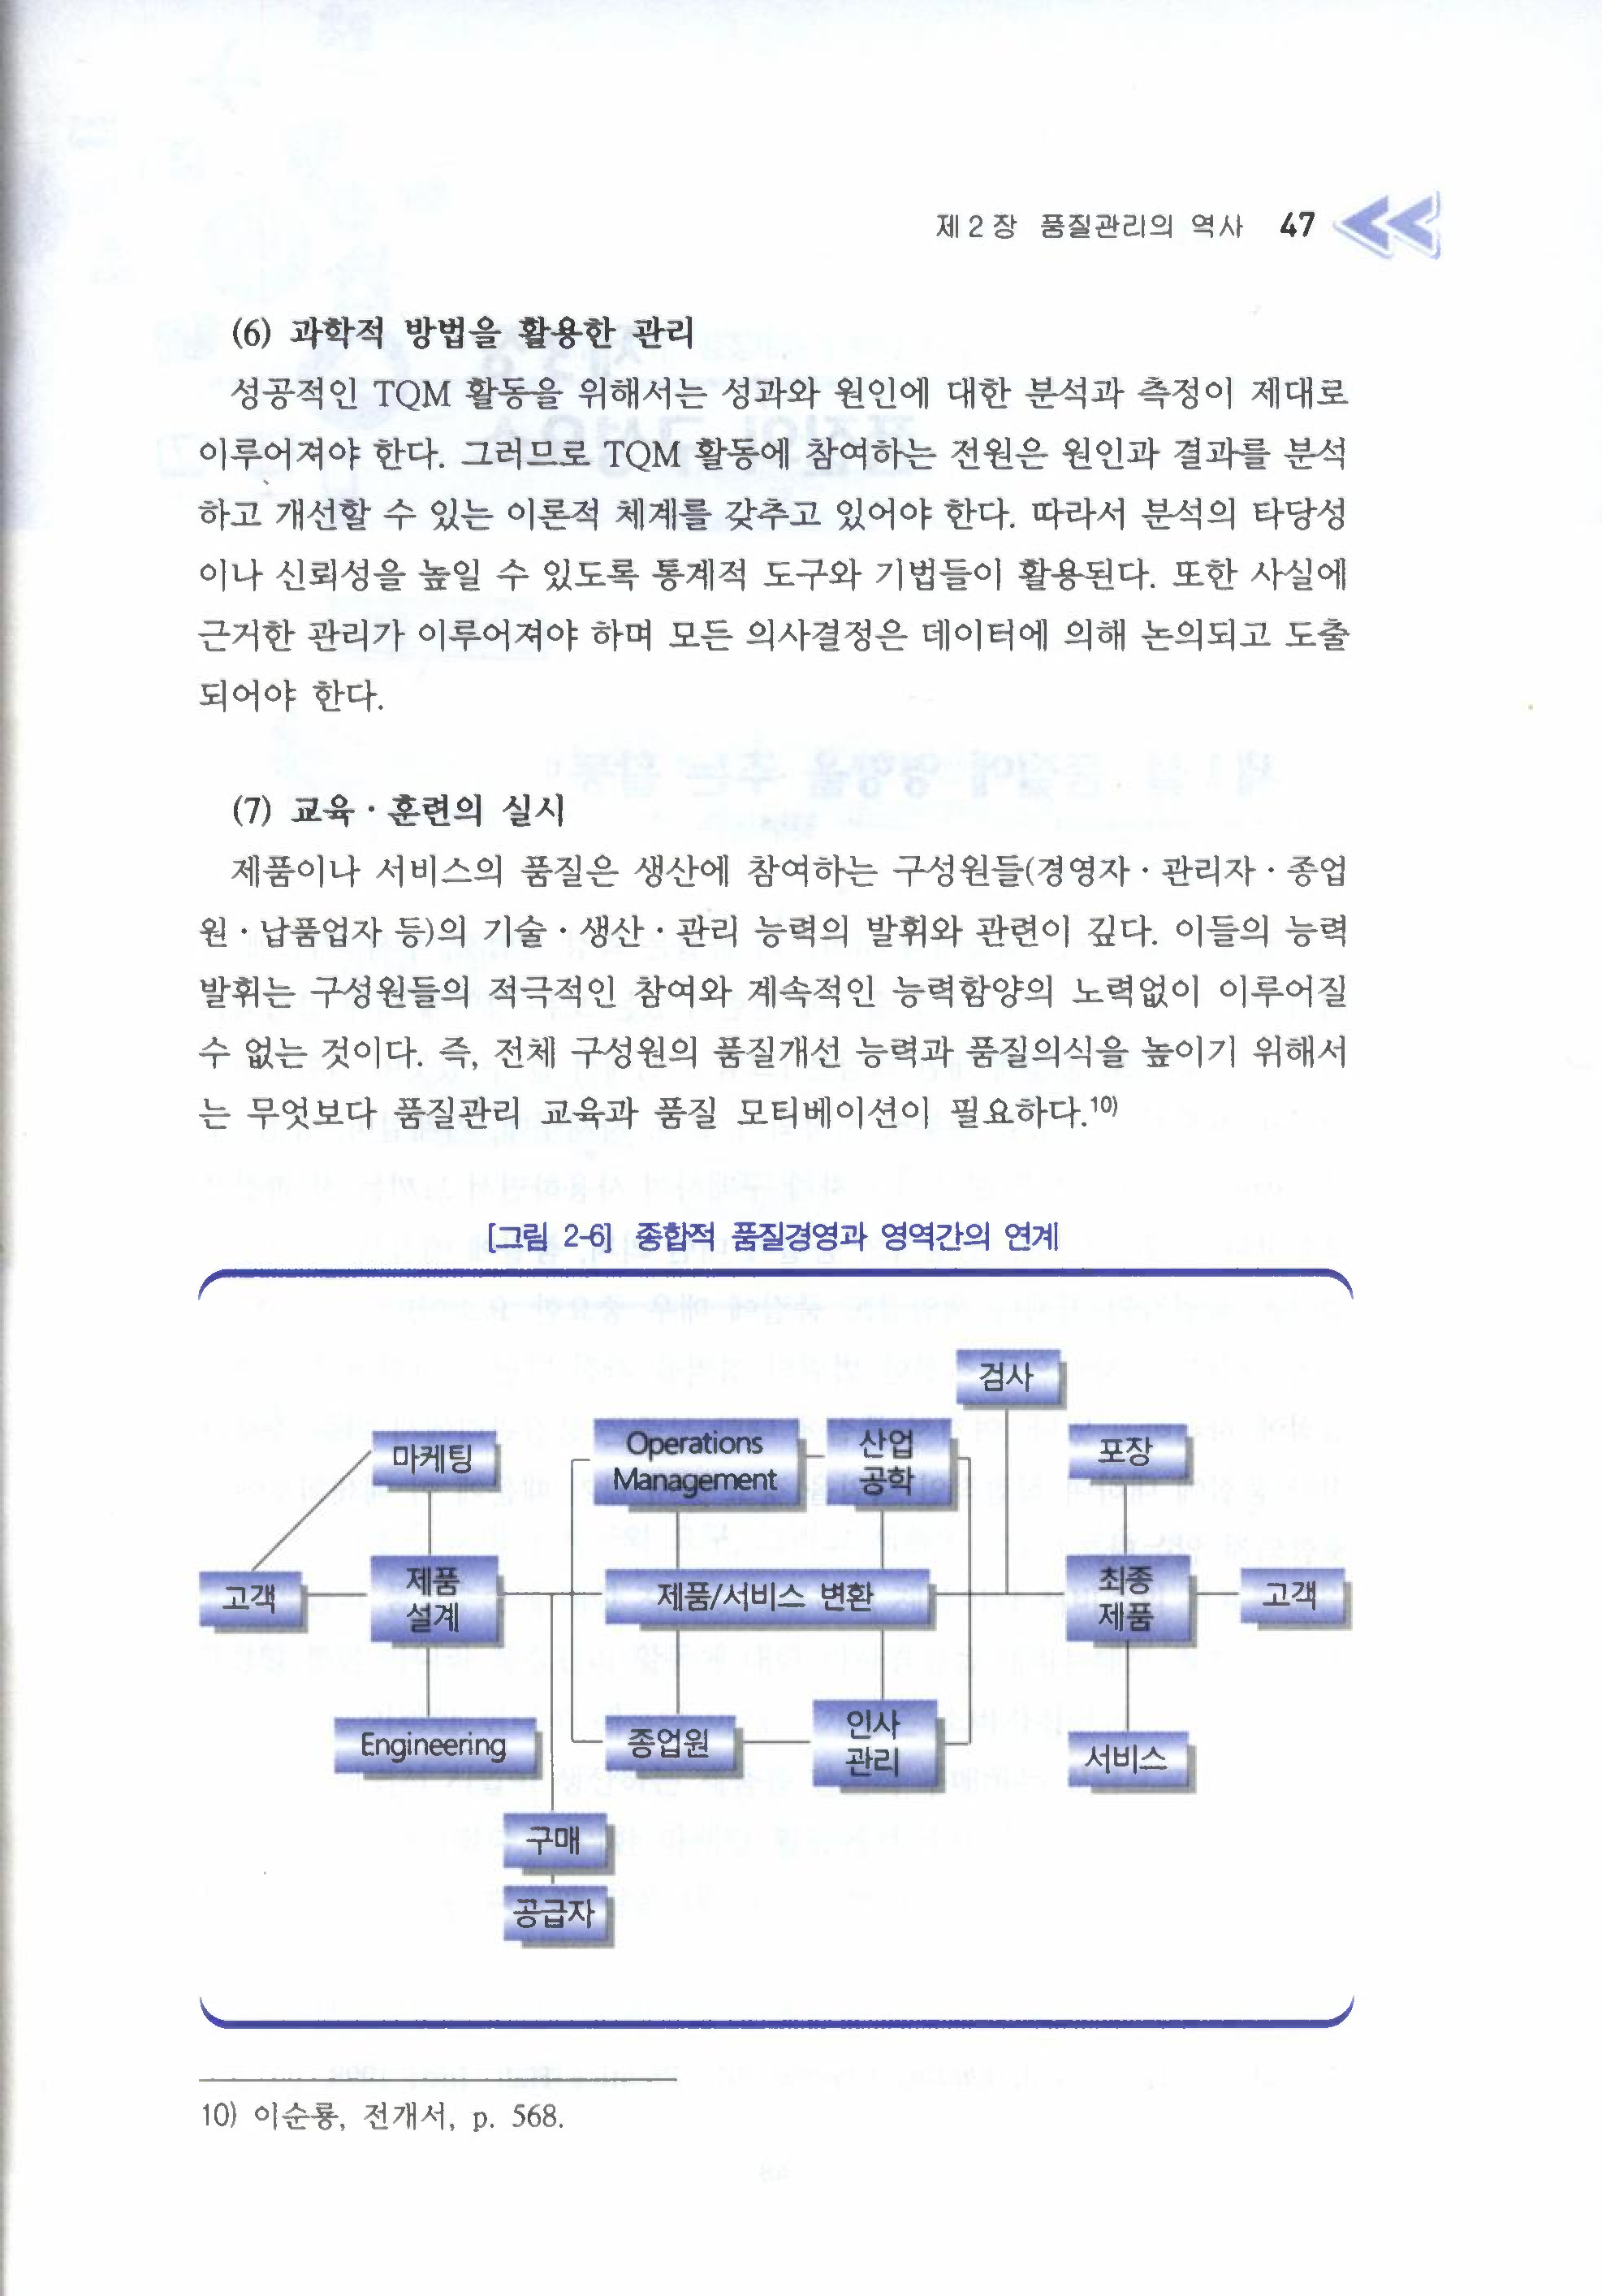 제 2 장 품질관리의 역사 47
(6) 과학적 방법을 활용한 관리
성공적인 TQM 활동을 위해서는 성과와 원인에 대한 분석과 측정이 제대로
이루어져야 한다. 그러므로 TQM 활동에 참여하는 전원은 원인과 결과를 분석
하고 개선할 수 있는 이론적 체계를 갖추고 있어야 한다. 따라서 분석의 타당성
이나 신뢰성을 높일 수 있도록 통계적 도구와 기법들이 활용된다. 또한 사실에
근거한 관리가 이루어져야 하며 모든 의사결정은 데이터에 의해 논의되고 도출
되어야 한다.
(7) 교육·훈련의 실시
제품이나 서비스의 품질은 생산에 참여하는 구성원들(경영자·관리자·종업
원·납품업자 등)의 기술·생산·관리 능력의 발휘와 관련이 깊다. 이들의 능력
발휘는 구성원들의 적극적인 참여와 계속적인 능력함양의 노력없이 이루어질
수 없는 것이다. 즉, 전체 구성원의 품질개선 능력과 품질의식을 높이기 위해서
는 무엇보다 품질관리 교육과 품질 모티베이션이 필요하다.10)
[그림 2-6] 종합적 품질경영과 영역간의 연계
검사
마케팅
Operations
Management
산업
공학
포장
고객
제품
설계
제품/서비스 변환
최종
제품
고객
Engineering
종업원
인사
관리
서비스
구매
공급자
10) 이순룡, 전개서, p. 568.